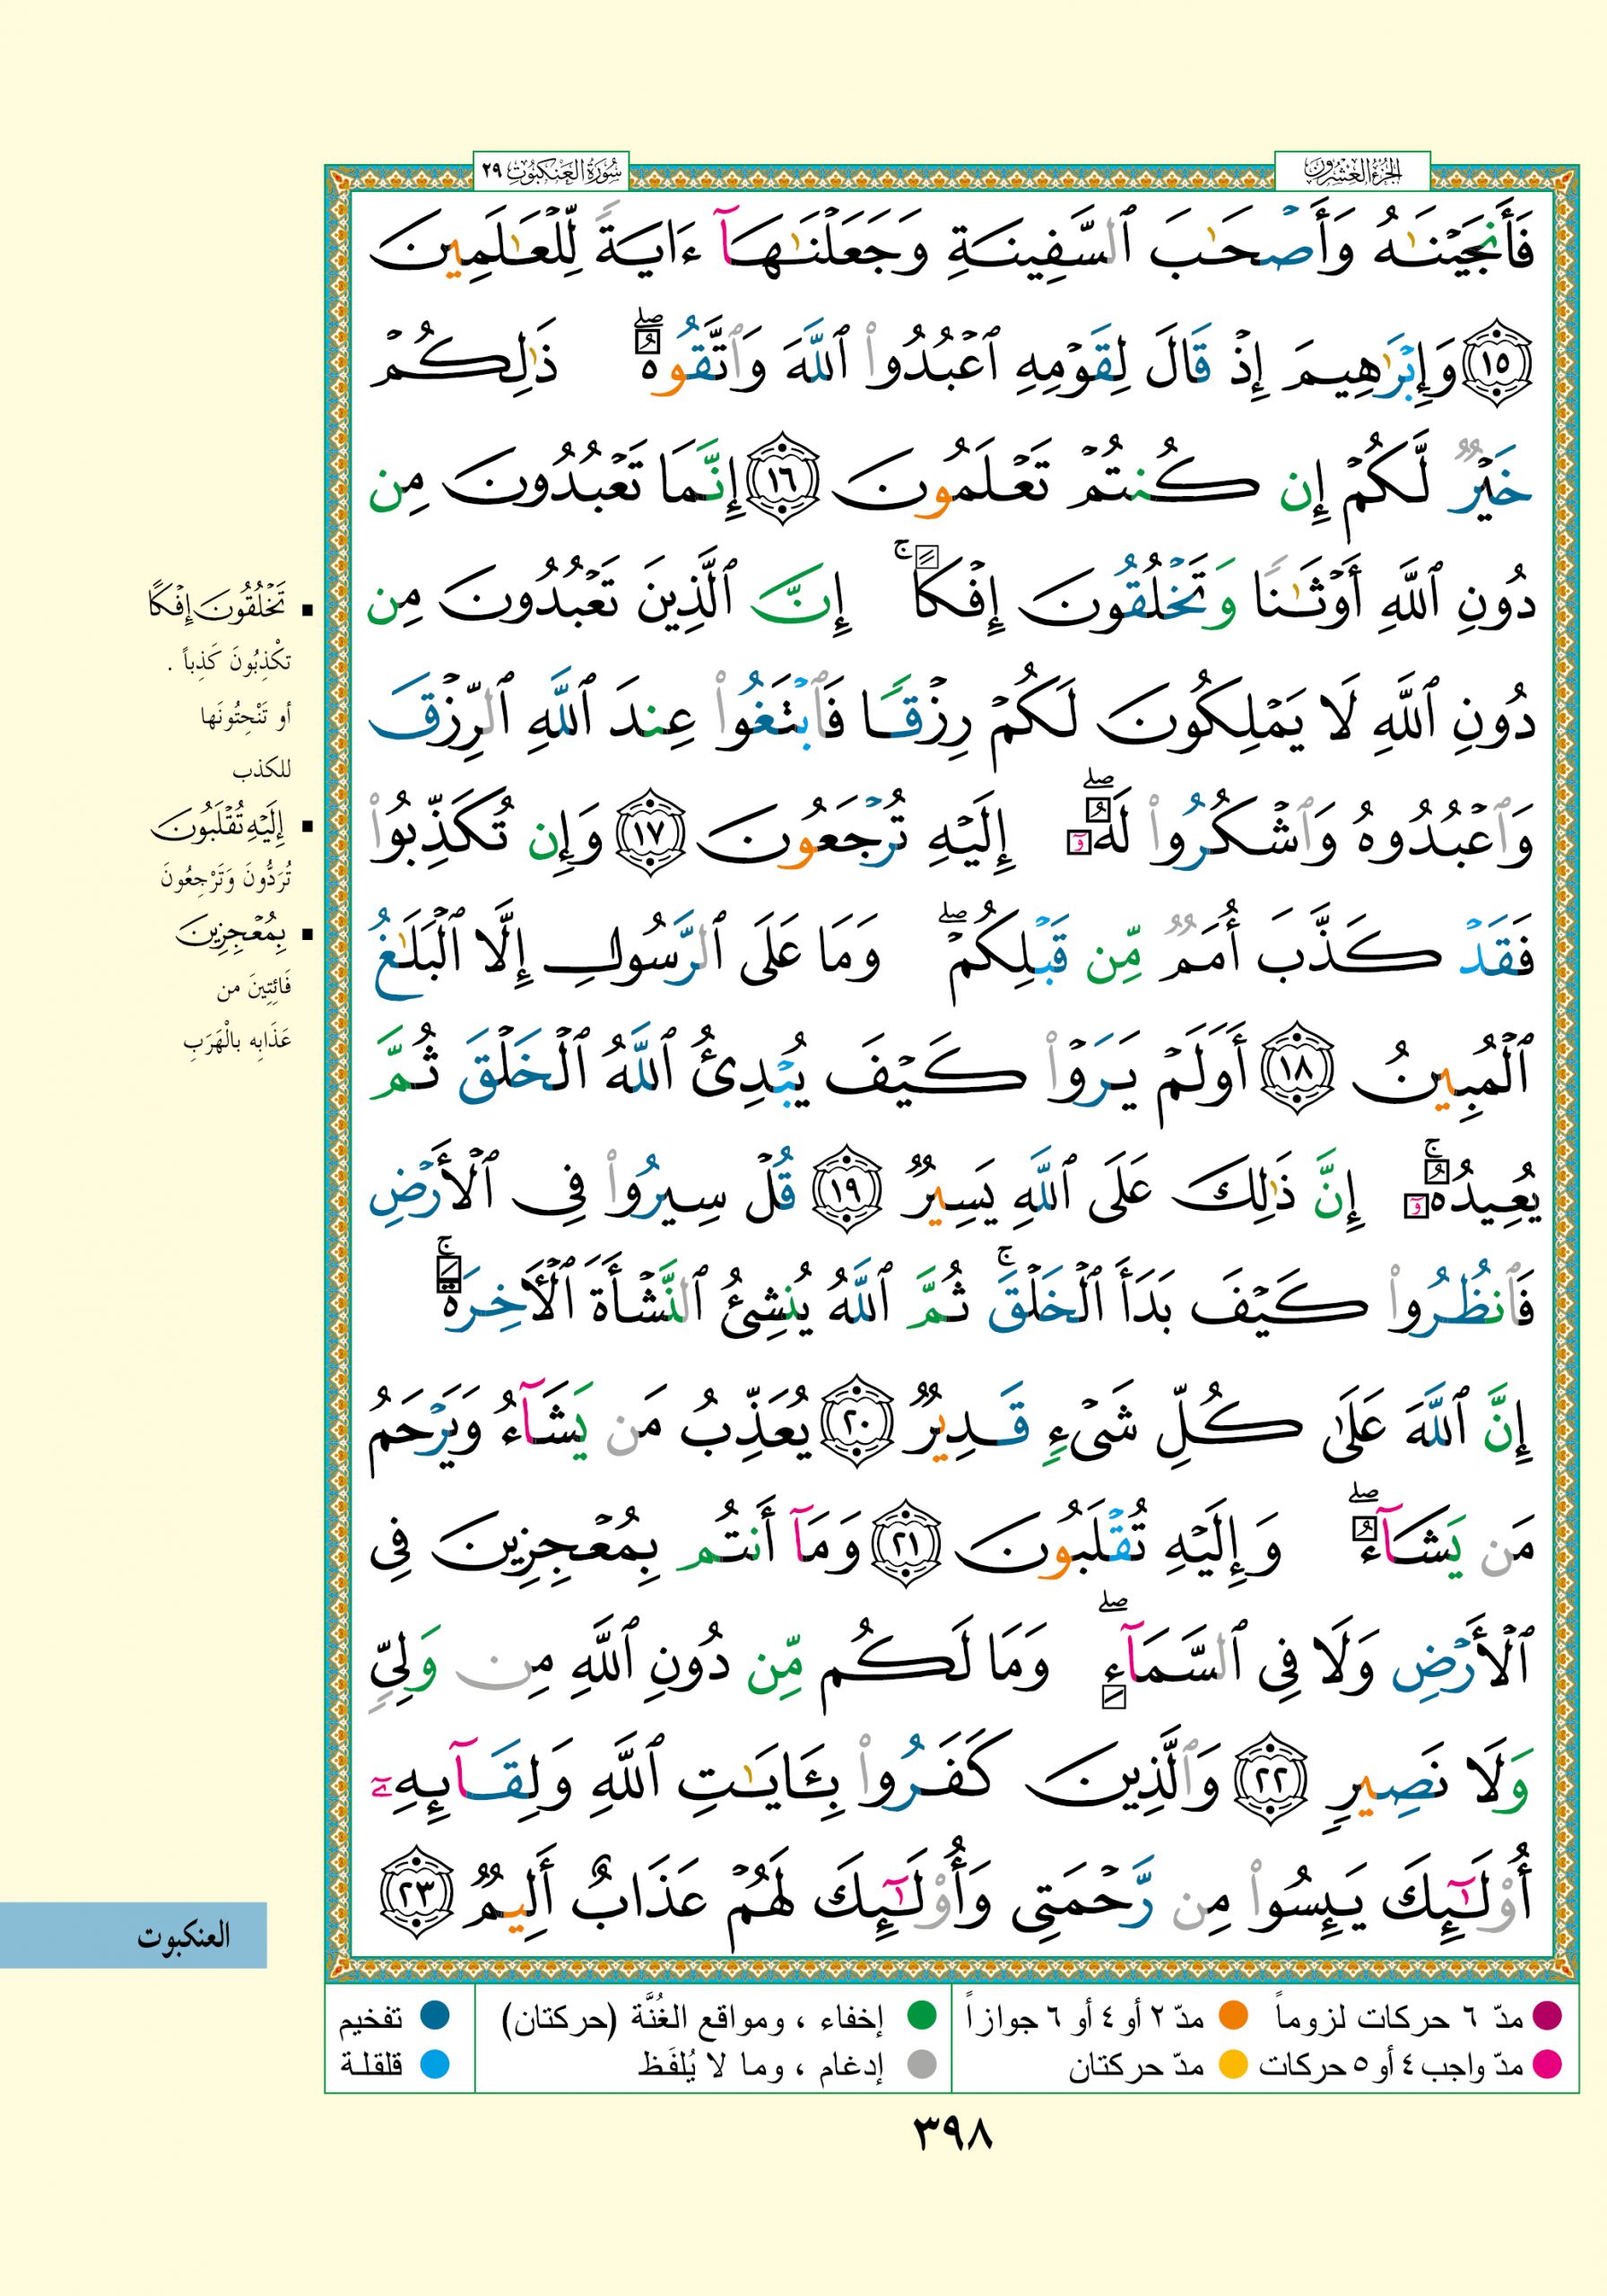 الجزء العشرون
سورة العنكبوت ٢٩
فَأَنجَيْنَٰهُ وَأَصْحَٰبَ ٱلسَّفِينَةِ وَجَعَلْنَٰهَآ ءَايَةً لِّلْعَٰلَمِينَ
﴿١٥﴾ وَإِبْرَٰهِيمَ إِذْ قَالَ لِقَوْمِهِ ٱعْبُدُوا۟ ٱللَّهَ وَٱتَّقُوهُ ۖ ذَٰلِكُمْ
خَيْرٌ لَّكُمْ إِن كُنتُمْ تَعْلَمُونَ ﴿١٦﴾ إِنَّمَا تَعْبُدُونَ مِن
دُونِ ٱللَّهِ أَوْثَٰنًا وَتَخْلُقُونَ إِفْكًا ۚ إِنَّ ٱلَّذِينَ تَعْبُدُونَ مِن
دُونِ ٱللَّهِ لَا يَمْلِكُونَ لَكُمْ رِزْقًا فَٱبْتَغُوا۟ عِندَ ٱللَّهِ ٱلرِّزْقَ
وَٱعْبُدُوهُ وَٱشْكُرُوا۟ لَهُۥٓ ۖ إِلَيْهِ تُرْجَعُونَ ﴿١٧﴾ وَإِن تُكَذِّبُوا۟
فَقَدْ كَذَّبَ أُمَمٌ مِّن قَبْلِكُمْ ۖ وَمَا عَلَى ٱلرَّسُولِ إِلَّا ٱلْبَلَٰغُ
ٱلْمُبِينُ ﴿١٨﴾ أَوَلَمْ يَرَوْا۟ كَيْفَ يُبْدِئُ ٱللَّهُ ٱلْخَلْقَ ثُمَّ
يُعِيدُهُۥٓ ۚ إِنَّ ذَٰلِكَ عَلَى ٱللَّهِ يَسِيرٌ ﴿١٩﴾ قُلْ سِيرُوا۟ فِى ٱلْأَرْضِ
فَٱنظُرُوا۟ كَيْفَ بَدَأَ ٱلْخَلْقَ ۚ ثُمَّ ٱللَّهُ يُنشِئُ ٱلنَّشْأَةَ ٱلْـَٔاخِرَةَ ۚ
إِنَّ ٱللَّهَ عَلَىٰ كُلِّ شَىْءٍ قَدِيرٌ ﴿٢٠﴾ يُعَذِّبُ مَن يَشَآءُ وَيَرْحَمُ
مَن يَشَآءُ ۖ وَإِلَيْهِ تُقْلَبُونَ ﴿٢١﴾ وَمَآ أَنتُم بِمُعْجِزِينَ فِى
ٱلْأَرْضِ وَلَا فِى ٱلسَّمَآءِ ۖ وَمَا لَكُم مِّن دُونِ ٱللَّهِ مِن وَلِىٍّ
وَلَا نَصِيرٍ ﴿٢٢﴾ وَٱلَّذِينَ كَفَرُوا۟ بِـَٔايَٰتِ ٱللَّهِ وَلِقَآئِهِۦٓ
أُو۟لَٰٓئِكَ يَئِسُوا۟ مِن رَّحْمَتِى وَأُو۟لَٰٓئِكَ لَهُمْ عَذَابٌ أَلِيمٌ ﴿٢٣﴾
▪ تَخْلُقُونَ إِفْكًا
تكْذِبُونَ كَذِباً .
أو تَنْحِتُونَها
للكذب
▪ إِلَيْهِ تُقْلَبُونَ
تُرَدُّونَ وَتَرْجِعُونَ
▪ بِمُعْجِزِينَ
فَائِتِينَ من
عَذَابِه بالْهَرَبِ
العنكبوت
مدّ ٦ حركات لزوماً مدّ ٢ أو ٤ أو ٦ جوازاً إخفاء ، ومواقع الغُنَّة (حركتان) تفخيم
مدّ واجب ٤ أو ٥ حركات مدّ حركتان إدغام ، وما لا يُلفَظ قلقلة
٣٩٨